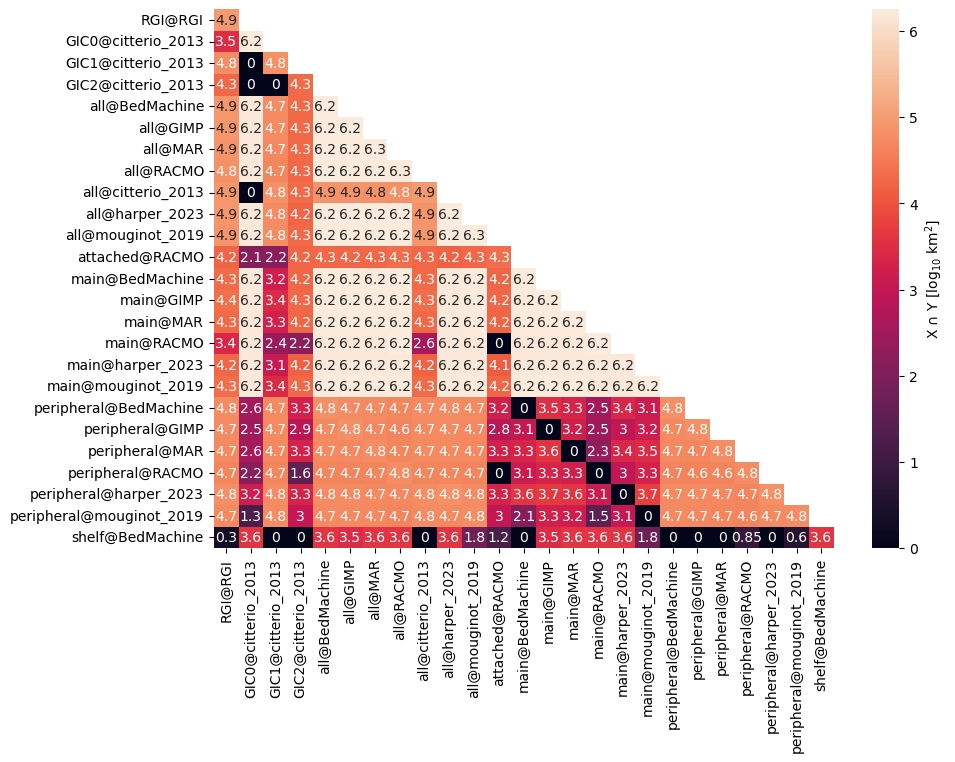 RGI@RGI 4.9
GIC0@citterio_2013 3.5 6.2
GIC1@citterio_2013 4.8 0 4.8
GIC2@citterio_2013 4.3 0 0 4.3
all@BedMachine 4.9 6.2 4.7 4.3 6.2
all@GIMP 4.9 6.2 4.7 4.3 6.2 6.2
all@MAR 4.9 6.2 4.7 4.3 6.2 6.2 6.3
all@RACMO 4.8 6.2 4.7 4.3 6.2 6.2 6.2 6.3
all@citterio_2013 4.9 0 4.8 4.3 4.9 4.9 4.8 4.8 4.9
all@harper_2023 4.9 6.2 4.8 4.2 6.2 6.2 6.2 6.2 4.9 6.2
all@mouginot_2019 4.9 6.2 4.8 4.3 6.2 6.2 6.2 6.2 4.9 6.2 6.3
attached@RACMO 4.2 2.1 2.2 4.2 4.3 4.2 4.3 4.3 4.3 4.2 4.3 4.3
main@BedMachine 4.3 6.2 3.2 4.2 6.2 6.2 6.2 6.2 4.3 6.2 6.2 4.2 6.2
main@GIMP 4.4 6.2 3.4 4.3 6.2 6.2 6.2 6.2 4.3 6.2 6.2 4.2 6.2 6.2
main@MAR 4.3 6.2 3.3 4.2 6.2 6.2 6.2 6.2 4.3 6.2 6.2 4.2 6.2 6.2 6.2
main@RACMO 3.4 6.2 2.4 2.2 6.2 6.2 6.2 6.2 2.6 6.2 6.2 0 6.2 6.2 6.2 6.2
main@harper_2023 4.2 6.2 3.1 4.2 6.2 6.2 6.2 6.2 4.2 6.2 6.2 4.1 6.2 6.2 6.2 6.2 6.2
main@mouginot_2019 4.3 6.2 3.4 4.3 6.2 6.2 6.2 6.2 4.3 6.2 6.2 4.2 6.2 6.2 6.2 6.2 6.2 6.2
peripheral@BedMachine 4.8 2.6 4.7 3.3 4.8 4.7 4.7 4.7 4.7 4.8 4.7 3.2 0 3.5 3.3 2.5 3.4 3.1 4.8
peripheral@GIMP 4.7 2.5 4.7 2.9 4.7 4.8 4.7 4.6 4.7 4.7 4.7 2.8 3.1 0 3.2 2.4 3 3.2 4.7 4.8
peripheral@MAR 4.7 2.6 4.7 3.3 4.7 4.7 4.8 4.7 4.7 4.7 4.7 3.3 3.3 3.6 0 2.3 3.4 3.5 4.7 4.7 4.8
peripheral@RACMO 4.7 2.2 4.7 1.6 4.7 4.7 4.7 4.8 4.7 4.7 4.7 0 3.1 3.3 3.3 0 3 3.3 4.7 4.6 4.6 4.8
peripheral@harper_2023 4.8 3.2 4.8 3.3 4.8 4.8 4.7 4.7 4.8 4.8 4.8 3.3 3.6 3.7 3.6 3.1 0 3.7 4.7 4.7 4.7 4.7 4.8
peripheral@mouginot_2019 4.7 1.3 4.8 3 4.7 4.7 4.7 4.7 4.8 4.7 4.8 3 2.1 3.3 3.2 1.5 3.1 0 4.7 4.7 4.7 4.6 4.7 4.8
shelf@BedMachine 0.3 3.6 0 0 3.6 3.5 3.6 3.6 0 3.6 1.8 1.2 0 3.5 3.6 3.6 3.6 1.8 0 0 0 0.85 0 0.6 3.6
RGI@RGI
GIC0@citterio_2013
GIC1@citterio_2013
GIC2@citterio_2013
all@BedMachine
all@GIMP
all@MAR
all@RACMO
all@citterio_2013
all@harper_2023
all@mouginot_2019
attached@RACMO
main@BedMachine
main@GIMP
main@MAR
main@RACMO
main@harper_2023
main@mouginot_2019
peripheral@BedMachine
peripheral@GIMP
peripheral@MAR
peripheral@RACMO
peripheral@harper_2023
peripheral@mouginot_2019
shelf@BedMachine
6
5
4
3
2
1
0
X ∩ Y [log₁₀ km²]